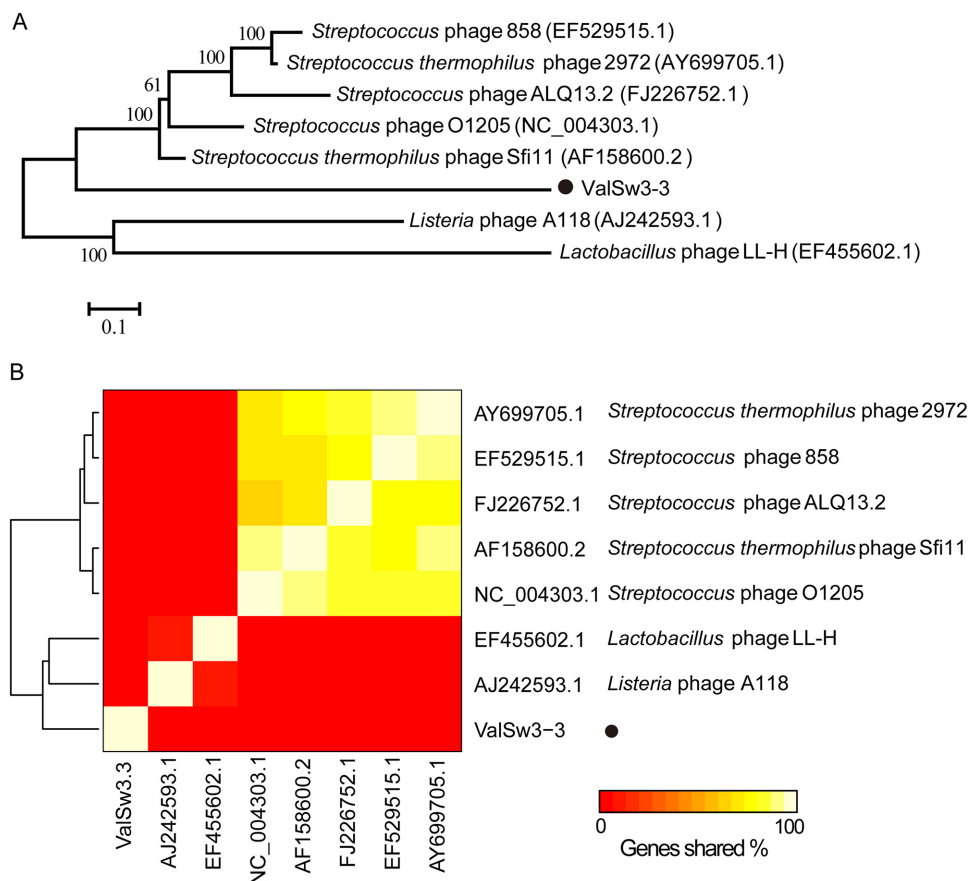 A
100 Streptococcus phage 858 (EF529515.1)
100 Streptococcus thermophilus phage 2972 (AY699705.1)
61 Streptococcus phage ALQ13.2 (FJ226752.1)
100 Streptococcus phage O1205 (NC_004303.1)
Streptococcus thermophilus phage Sfi11 (AF158600.2)
ValSw3-3
Listeria phage A118 (AJ242593.1)
100 Lactobacillus phage LL-H (EF455602.1)
0.1
B
AY699705.1 Streptococcus thermophilus phage 2972
EF529515.1 Streptococcus phage 858
FJ226752.1 Streptococcus phage ALQ13.2
AF158600.2 Streptococcus thermophilus phage Sfi11
NC_004303.1 Streptococcus phage O1205
EF455602.1 Lactobacillus phage LL-H
AJ242593.1 Listeria phage A118
ValSw3−3
ValSw3.3
AJ242593.1
EF455602.1
NC_004303.1
AF158600.2
FJ226752.1
EF529515.1
AY699705.1
0 100
Genes shared %